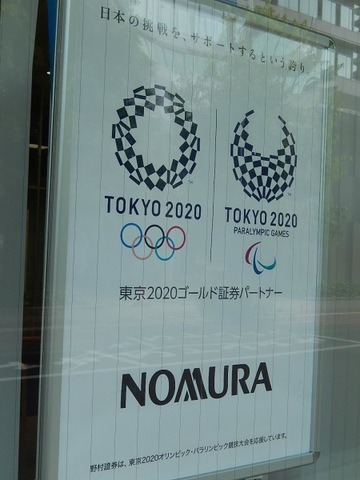 日本の挑戦を、サポートするという誇り
TOKYO 2020
TOKYO 2020
PARALYMPIC GAMES
東京2020ゴールド証券パートナー
NOMURA
野村證券は、東京2020オリンピック・パラリンピック競技大会を応援しています。